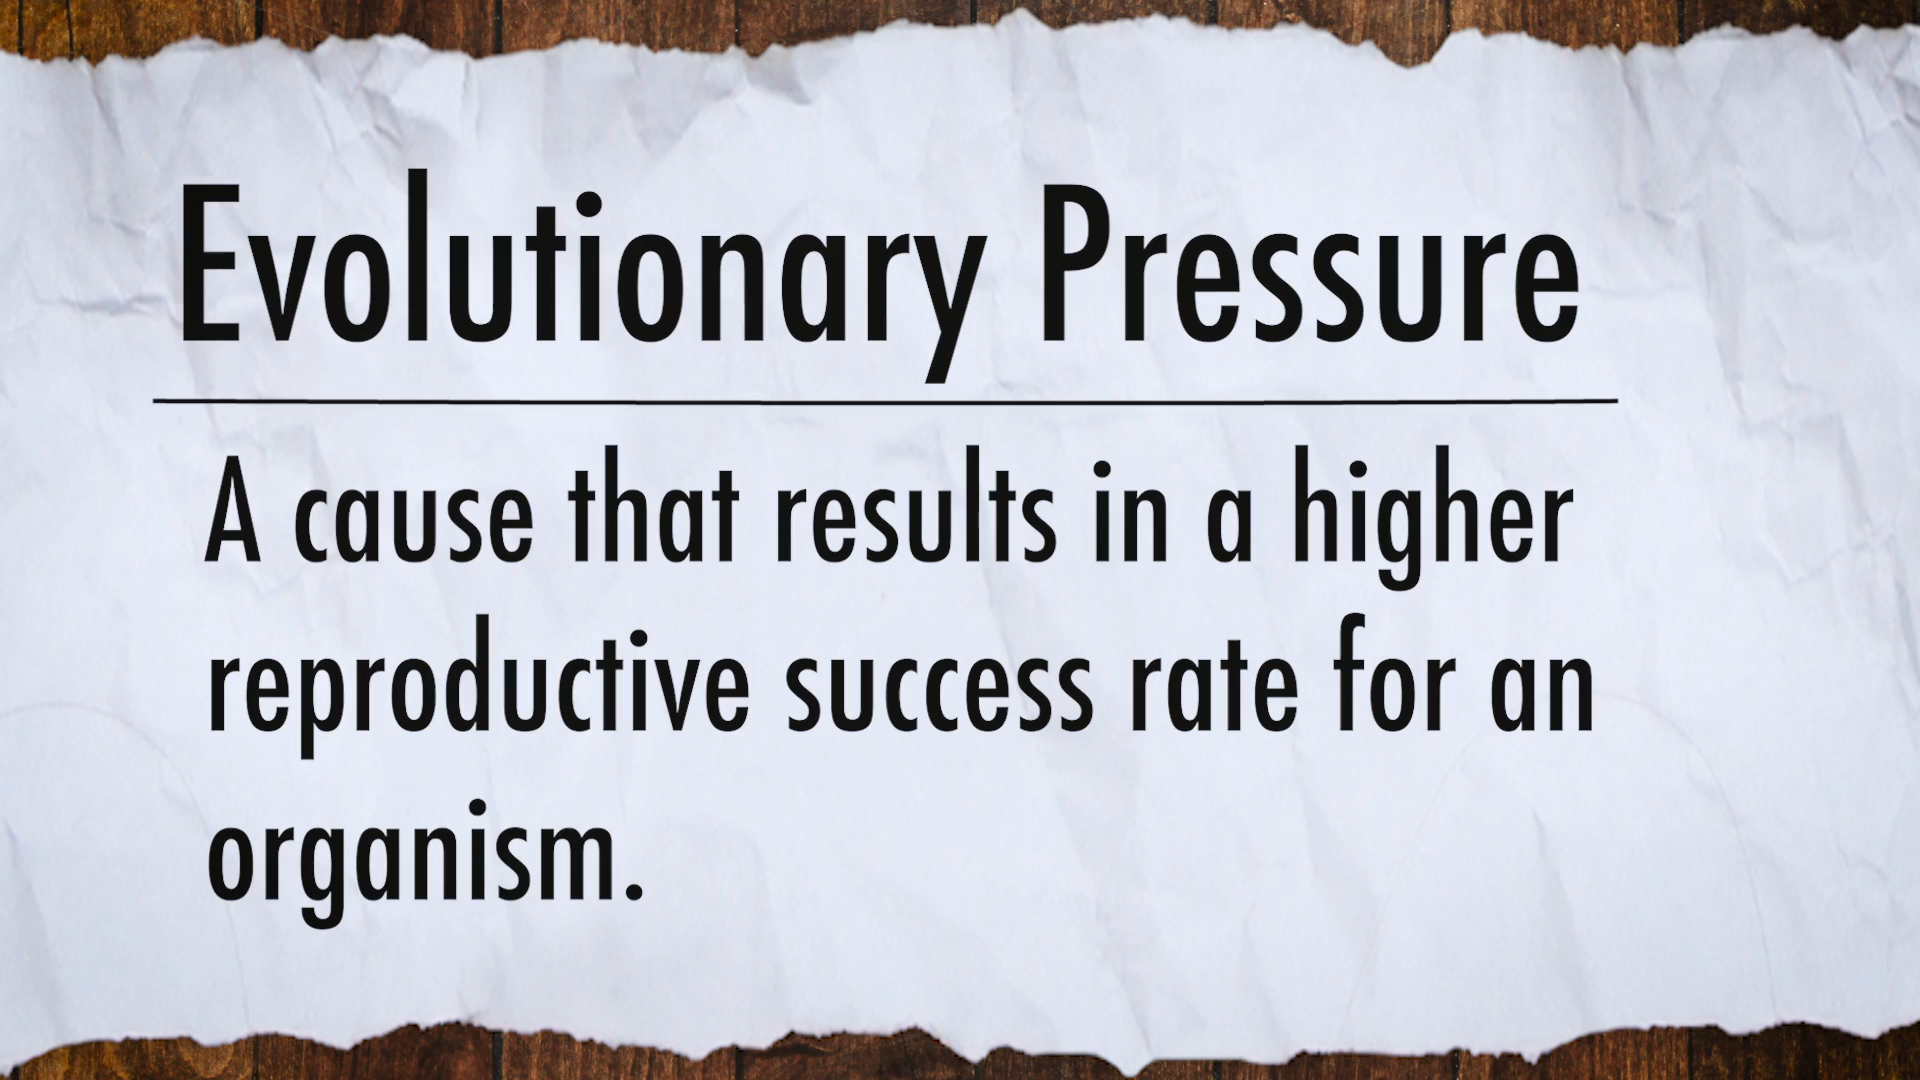 Evolutionary Pressure
A cause that results in a higher
reproductive success rate for an
organism.